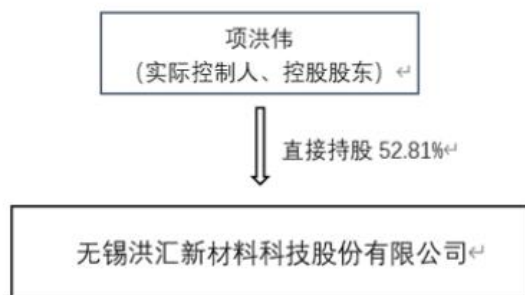 项洪伟
（实际控制人、控股股东）↵
直接持股 52.81%↵
无锡洪汇新材料科技股份有限公司↵